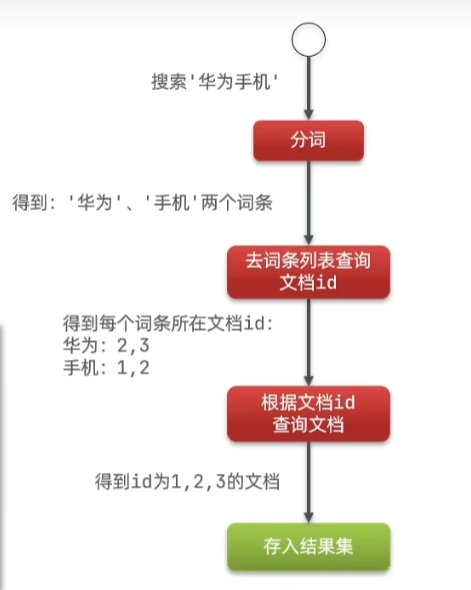 搜索'华为手机'
分词
得到：'华为'、'手机'两个词条
去词条列表查询
文档id
得到每个词条所在文档id：
华为：2,3
手机：1,2
根据文档id
查询文档
得到id为1,2,3的文档
存入结果集